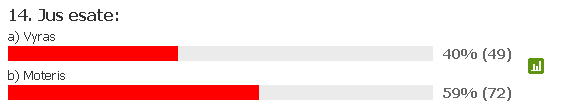 14. Jus esate:
a) Vyras
40% (49)
b) Moteris
59% (72)